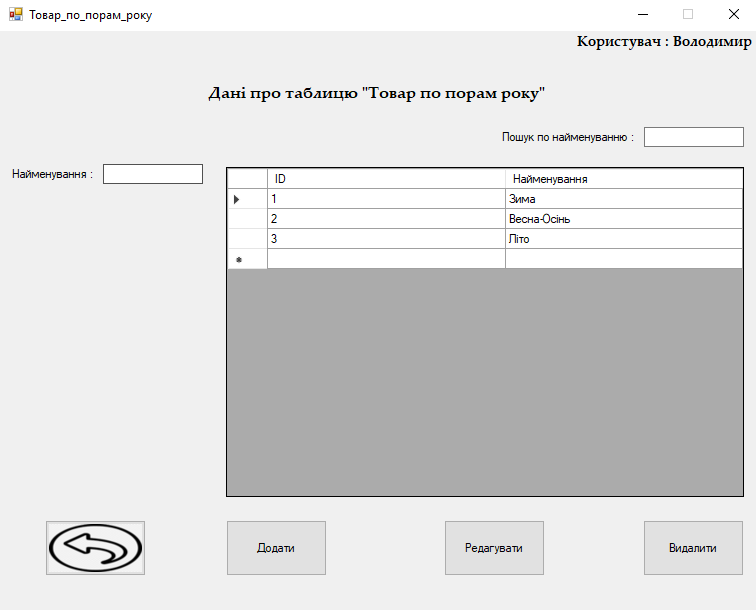 Товар_по_порам_року
Користувач : Володимир
Дані про таблицю "Товар по порам року"
Пошук по найменуванню :
Найменування :
ID Найменування
1 Зима
2 Весна-Осінь
3 Літо
Додати Редагувати Видалити